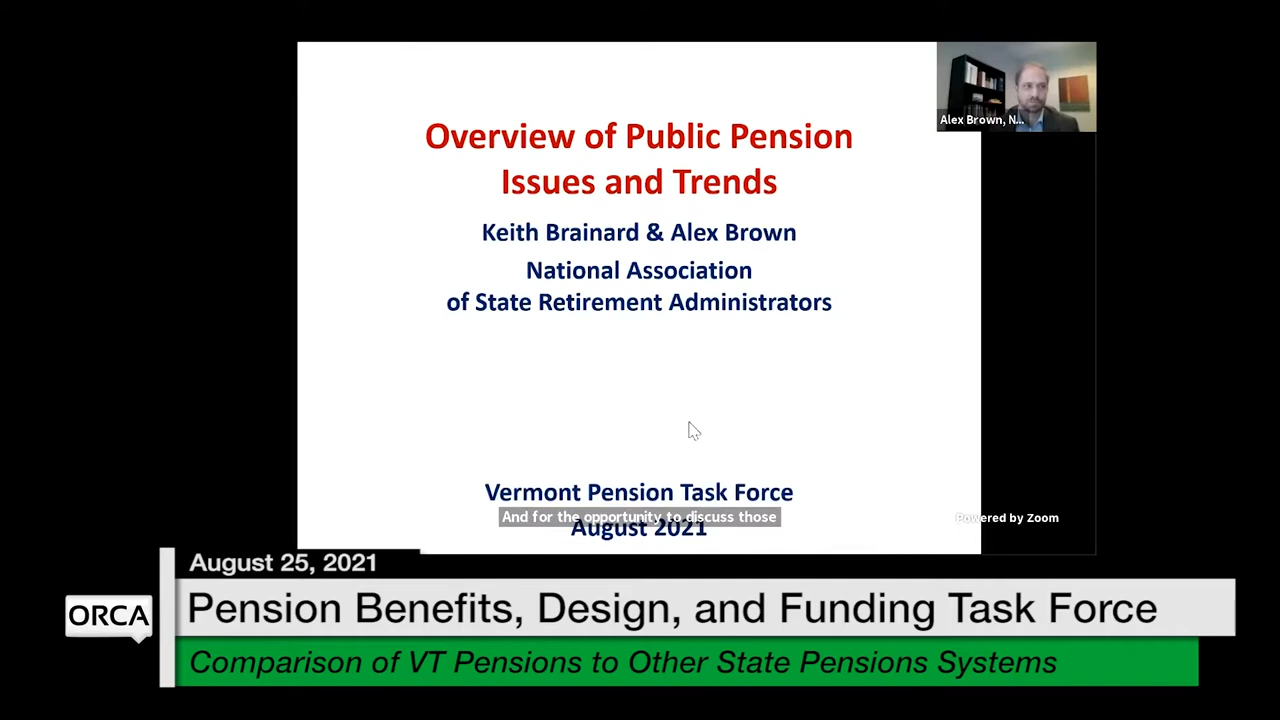 Overview of Public Pension
Issues and Trends
Keith Brainard & Alex Brown
National Association
of State Retirement Administrators
Alex Brown, N...
Vermont Pension Task Force
And for the opportunity to discuss those
August 2021
Powered by Zoom
August 25, 2021
ORCA
Pension Benefits, Design, and Funding Task Force
Comparison of VT Pensions to Other State Pensions Systems